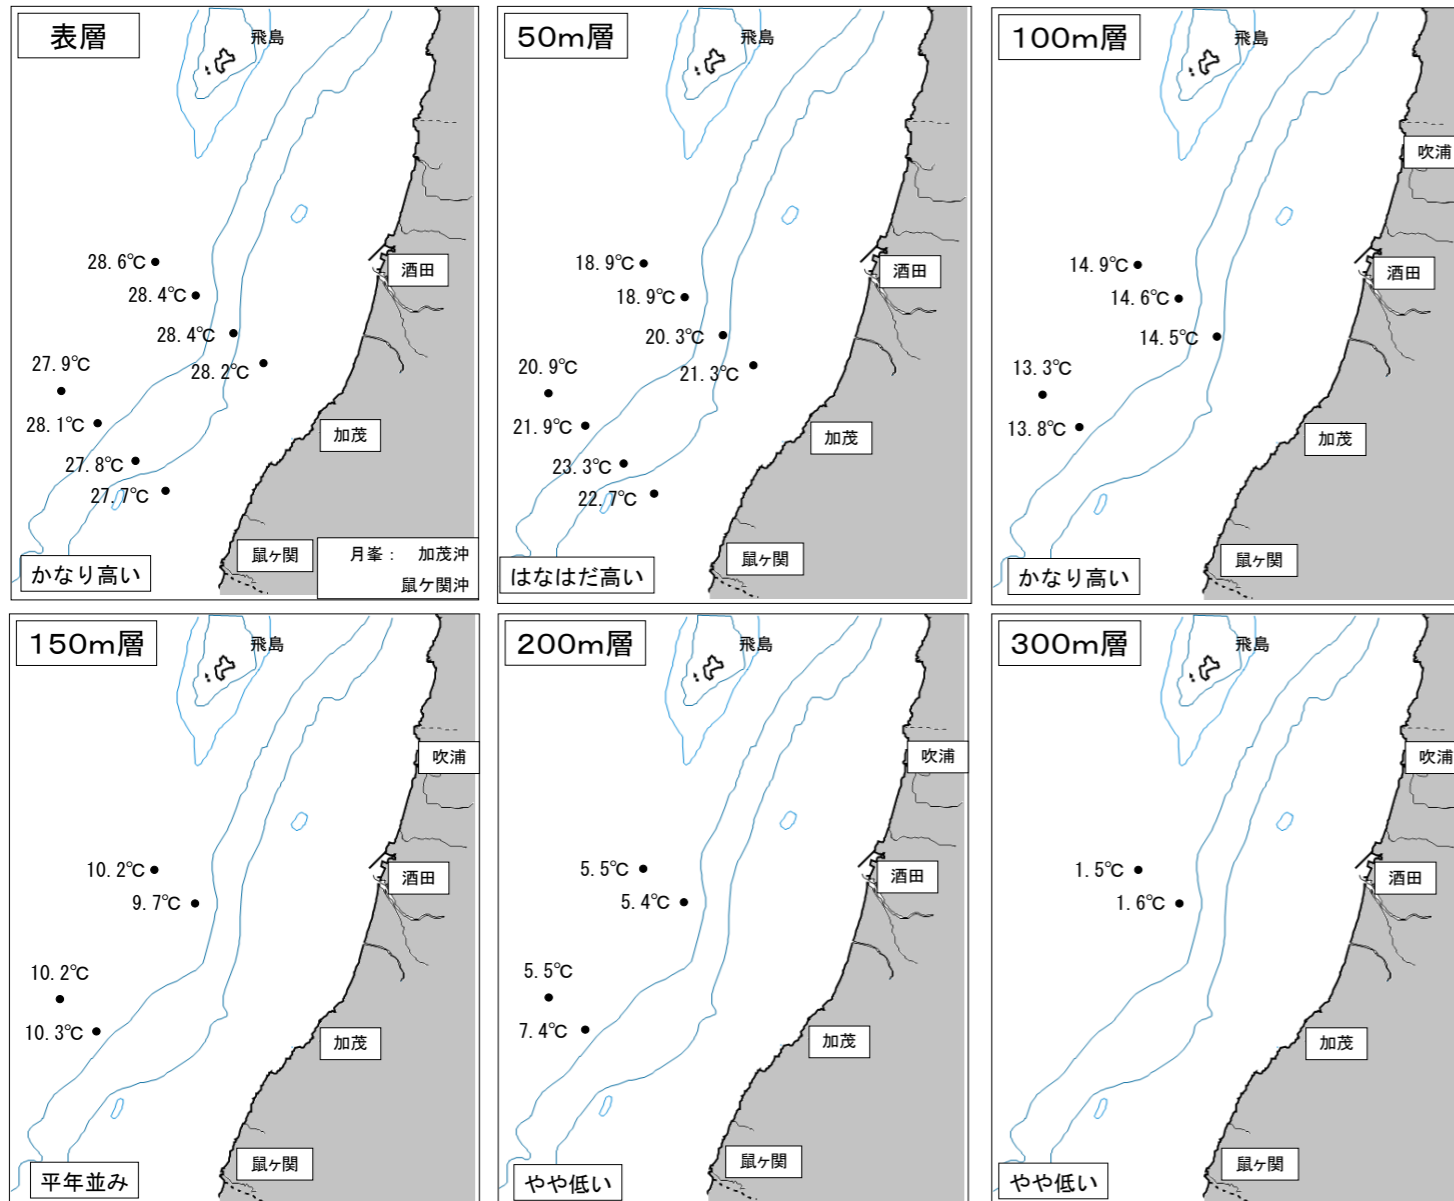 表層
飛島
28.6℃
28.4℃
酒田
28.4℃
28.2℃
27.9℃
28.1℃
加茂
27.8℃
27.7℃
鼠ヶ関
月峯： 加茂沖
鼠ケ関沖
かなり高い
50m層
飛島
18.9℃
18.9℃
酒田
20.3℃
21.3℃
20.9℃
21.9℃
加茂
23.3℃
22.7℃
鼠ヶ関
はなはだ高い
100m層
飛島
吹浦
14.9℃
14.6℃
酒田
14.5℃
13.3℃
13.8℃
加茂
鼠ヶ関
かなり高い
150m層
飛島
吹浦
10.2℃
9.7℃
酒田
10.2℃
10.3℃
加茂
鼠ヶ関
平年並み
200m層
飛島
吹浦
5.5℃
5.4℃
酒田
5.5℃
7.4℃
加茂
鼠ヶ関
やや低い
300m層
飛島
吹浦
1.5℃
1.6℃
酒田
加茂
鼠ヶ関
やや低い